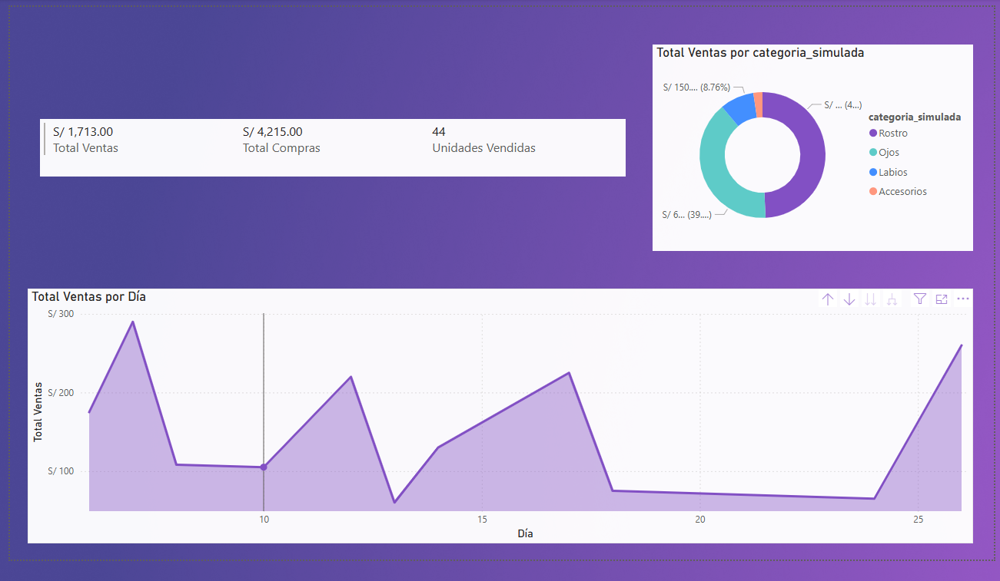 Total Ventas por categoria_simulada
S/ 150.... (8.76%)
S/ ... (4...)
S/ 6... (39....)
categoria_simulada
Rostro
Ojos
Labios
Accesorios
S/ 1,713.00
Total Ventas
S/ 4,215.00
Total Compras
44
Unidades Vendidas
Total Ventas por Día
S/ 300
S/ 200
S/ 100
Total Ventas
10
15
20
25
Día